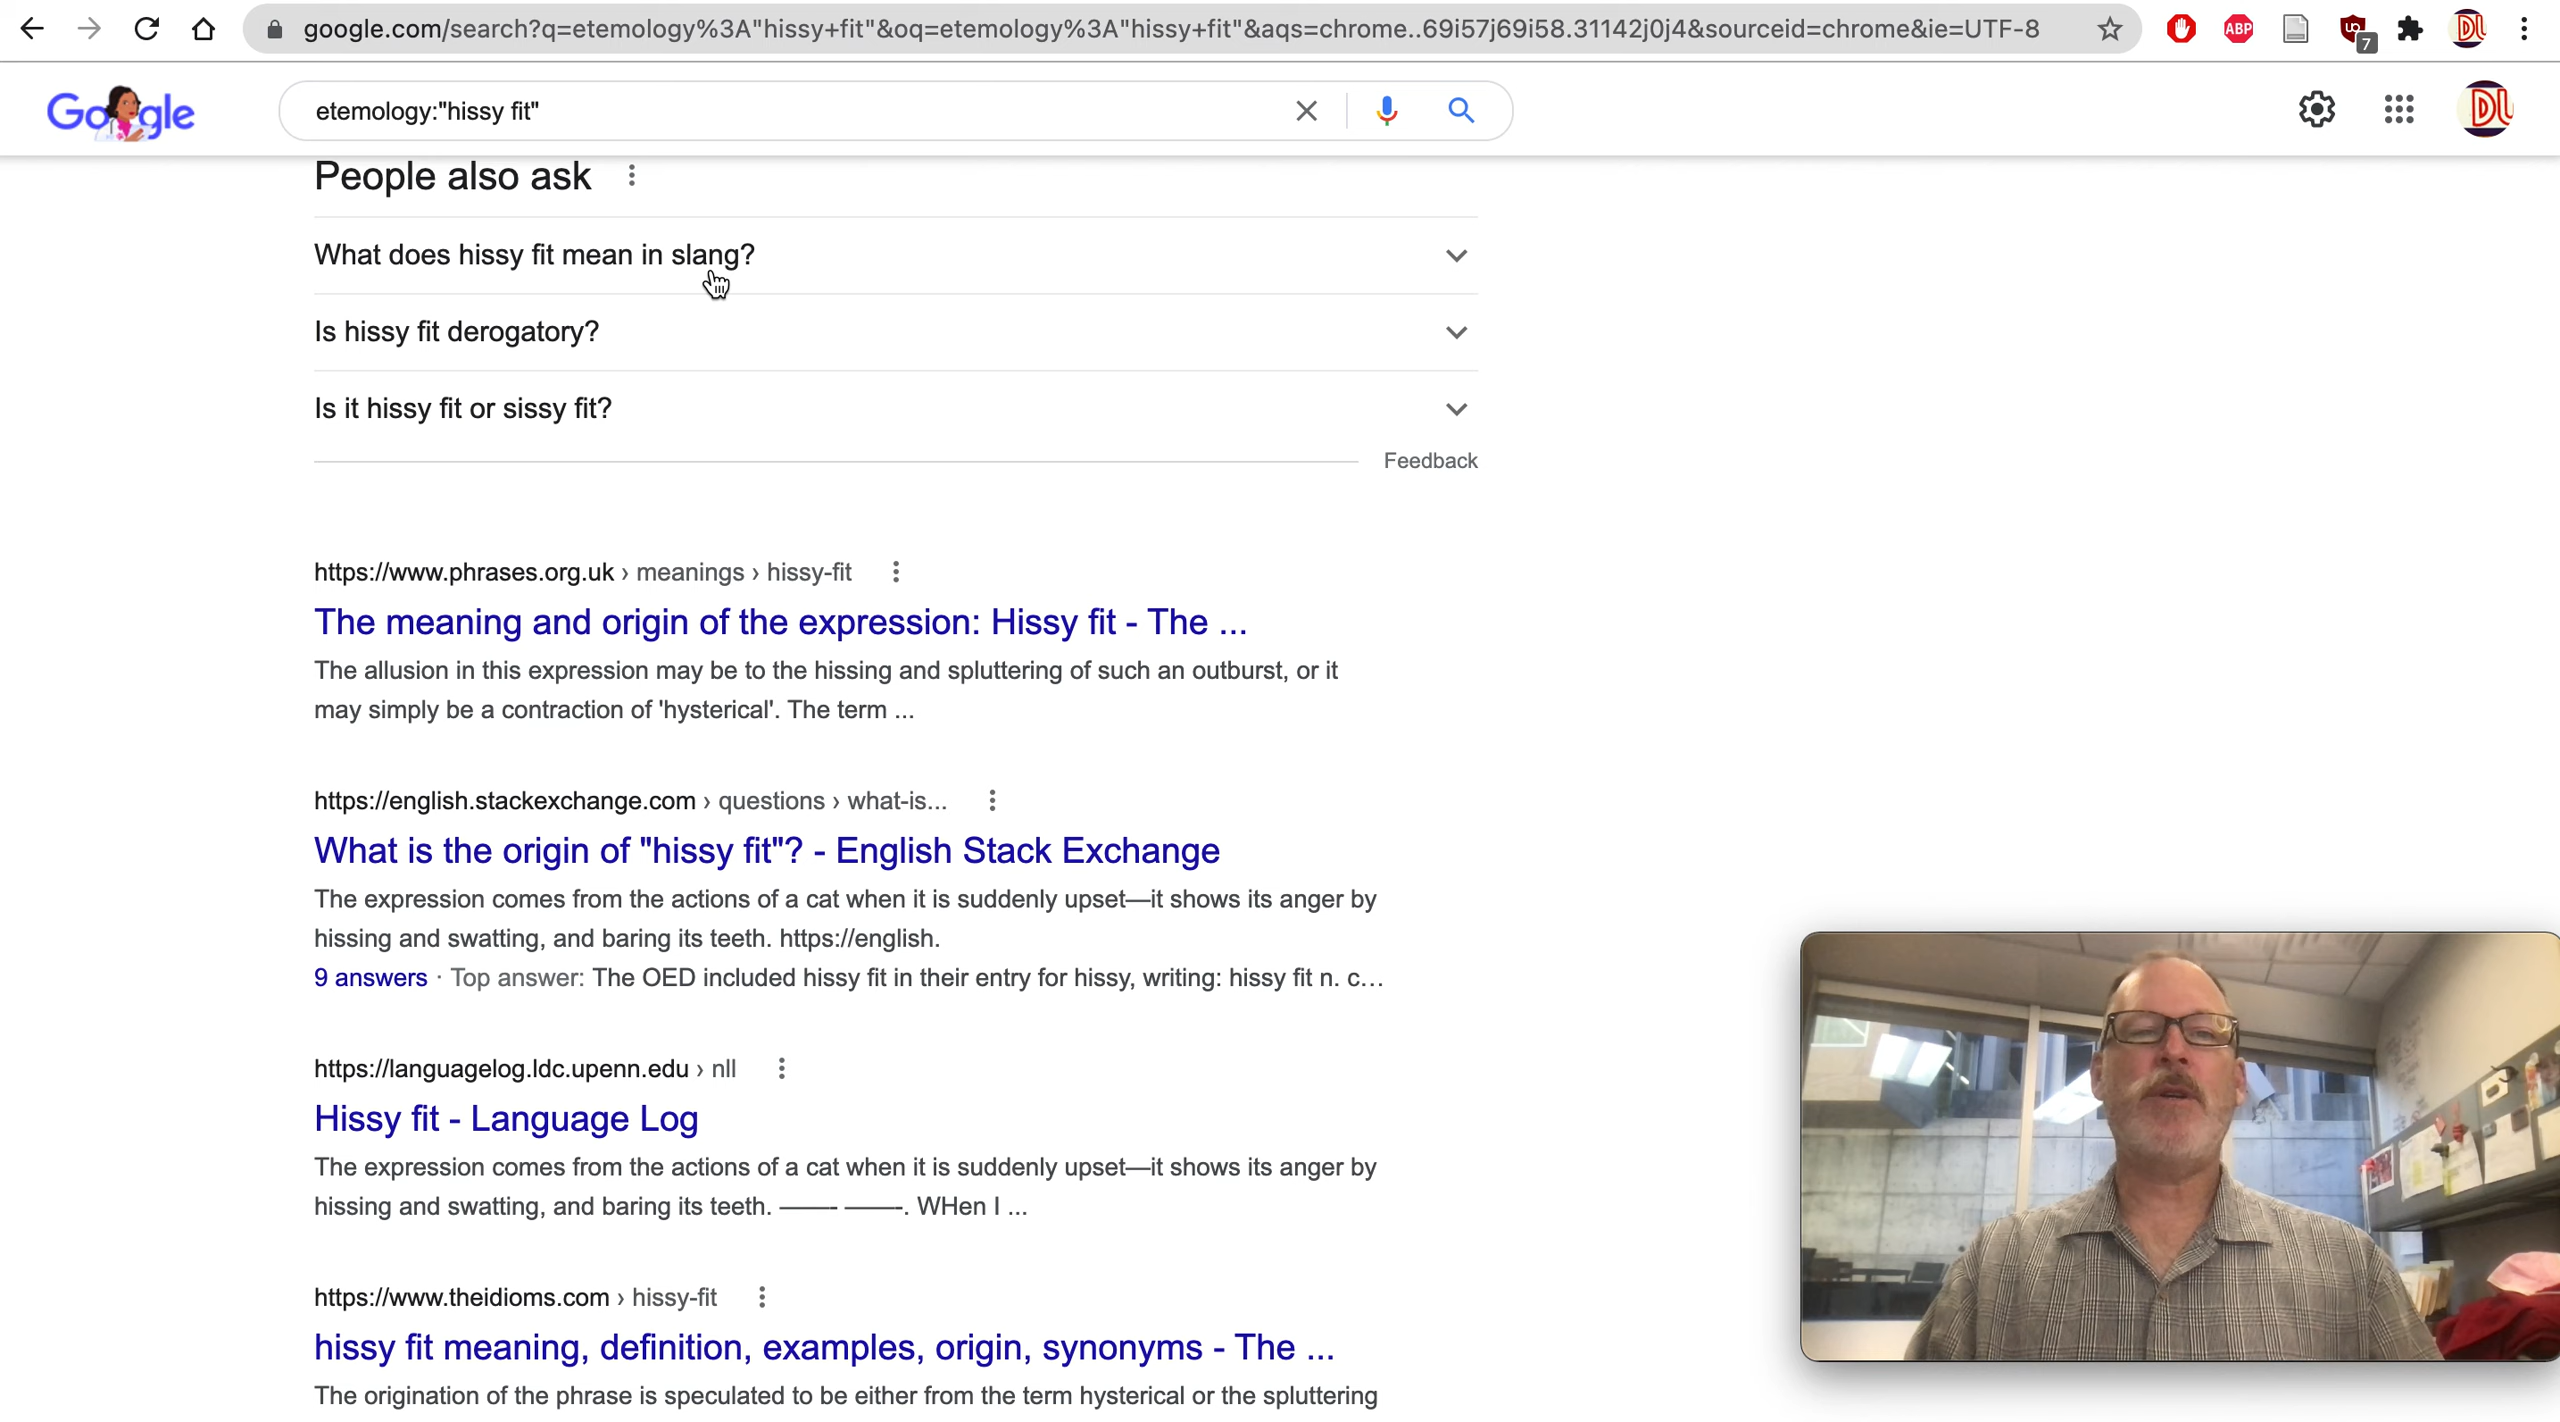 google.com/search?q=etemology%3A"hissy+fit"&oq=etemology%3A"hissy+fit"&aqs=chrome..69i57j69i58.31142j0j4&sourceid=chrome&ie=UTF-8
ABP
7
DL
Google
etemology:"hissy fit"
DL
People also ask
What does hissy fit mean in slang?
Is hissy fit derogatory?
Is it hissy fit or sissy fit?
Feedback
https://www.phrases.org.uk › meanings › hissy-fit
The meaning and origin of the expression: Hissy fit - The ...
The allusion in this expression may be to the hissing and spluttering of such an outburst, or it
may simply be a contraction of 'hysterical'. The term ...
https://english.stackexchange.com › questions › what-is...
What is the origin of "hissy fit"? - English Stack Exchange
The expression comes from the actions of a cat when it is suddenly upset—it shows its anger by
hissing and swatting, and baring its teeth. https://english.
9 answers · Top answer: The OED included hissy fit in their entry for hissy, writing: hissy fit n. c...
https://languagelog.ldc.upenn.edu › nll
Hissy fit - Language Log
The expression comes from the actions of a cat when it is suddenly upset—it shows its anger by
hissing and swatting, and baring its teeth. ——- ——-. WHen I ...
https://www.theidioms.com › hissy-fit
hissy fit meaning, definition, examples, origin, synonyms - The ...
The origination of the phrase is speculated to be either from the term hysterical or the spluttering